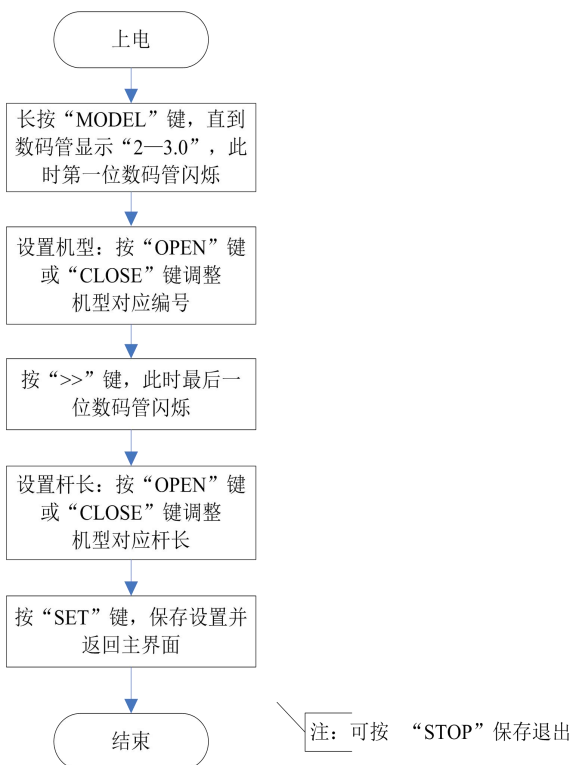 上电
长按“MODEL”键，直到
数码管显示“2—3.0”，此
时第一位数码管闪烁
设置机型：按“OPEN”键
或“CLOSE”键调整
机型对应编号
按“>>”键，此时最后一
位数码管闪烁
设置杆长：按“OPEN”键
或“CLOSE”键调整
机型对应杆长
按“SET”键，保存设置并
返回主界面
结束
注：可按 “STOP”保存退出